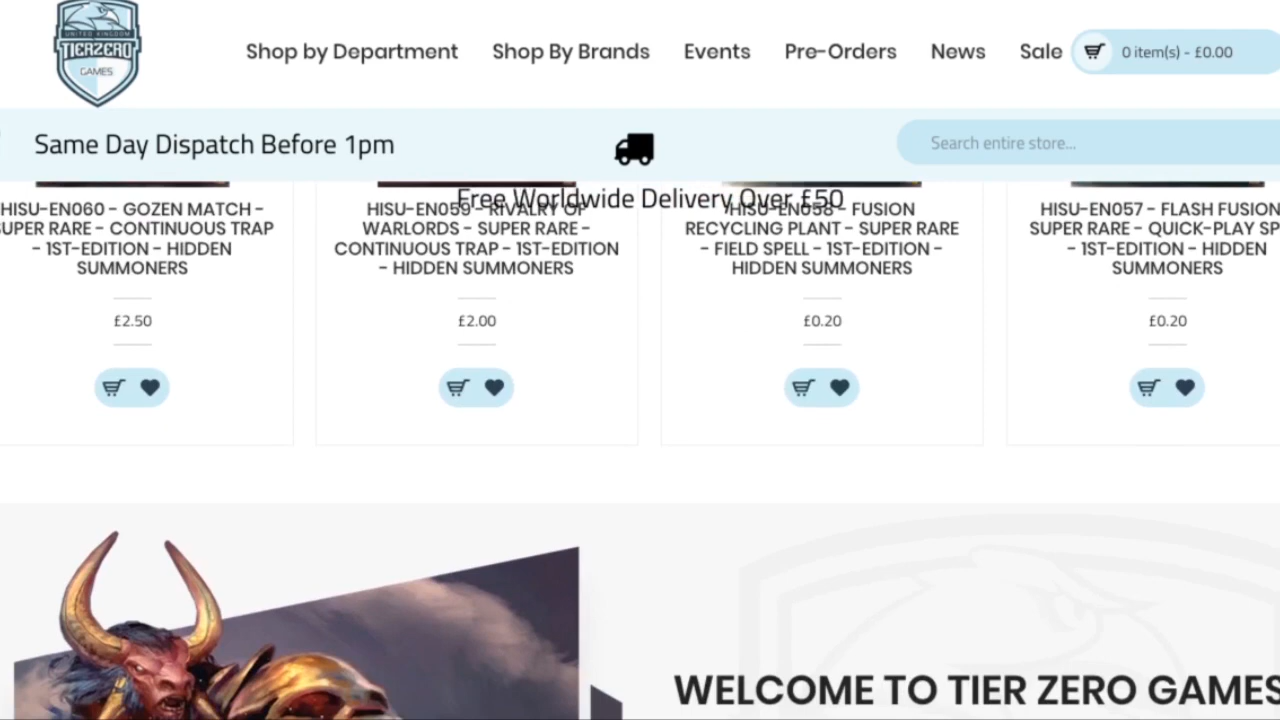 UNITED KINGDOM
TIERZERO
GAMES
Shop by Department
Shop By Brands
Events
Pre-Orders
News
Sale
0 item(s) - £0.00
Same Day Dispatch Before 1pm
Free Worldwide Delivery Over £50
Search entire store...
HISU-EN060 - GOZEN MATCH -
SUPER RARE - CONTINUOUS TRAP
- 1ST-EDITION - HIDDEN
SUMMONERS
£2.50
HISU-EN059 - RIVALRY OF
WARLORDS - SUPER RARE -
CONTINUOUS TRAP - 1ST-EDITION
- HIDDEN SUMMONERS
£2.00
HISU-EN058 - FUSION
RECYCLING PLANT - SUPER RARE
- FIELD SPELL - 1ST-EDITION -
HIDDEN SUMMONERS
£0.20
HISU-EN057 - FLASH FUSION
SUPER RARE - QUICK-PLAY SP
- 1ST-EDITION - HIDDEN
SUMMONERS
£0.20
WELCOME TO TIER ZERO GAMES